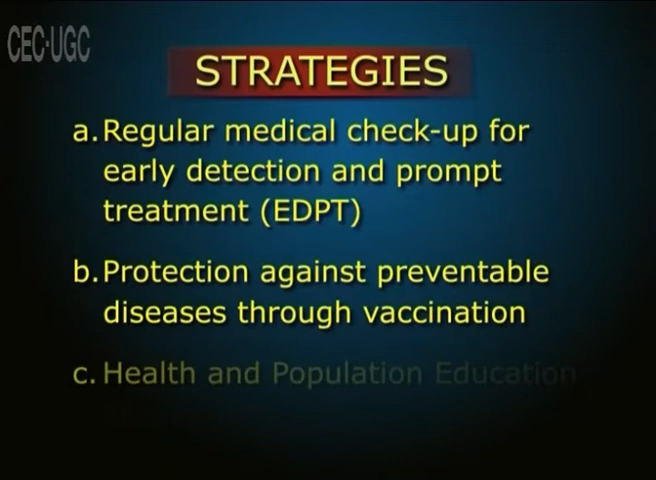 CEC-UGC
STRATEGIES
a. Regular medical check-up for
early detection and prompt
treatment (EDPT)
b. Protection against preventable
diseases through vaccination
c. Health and Population Education